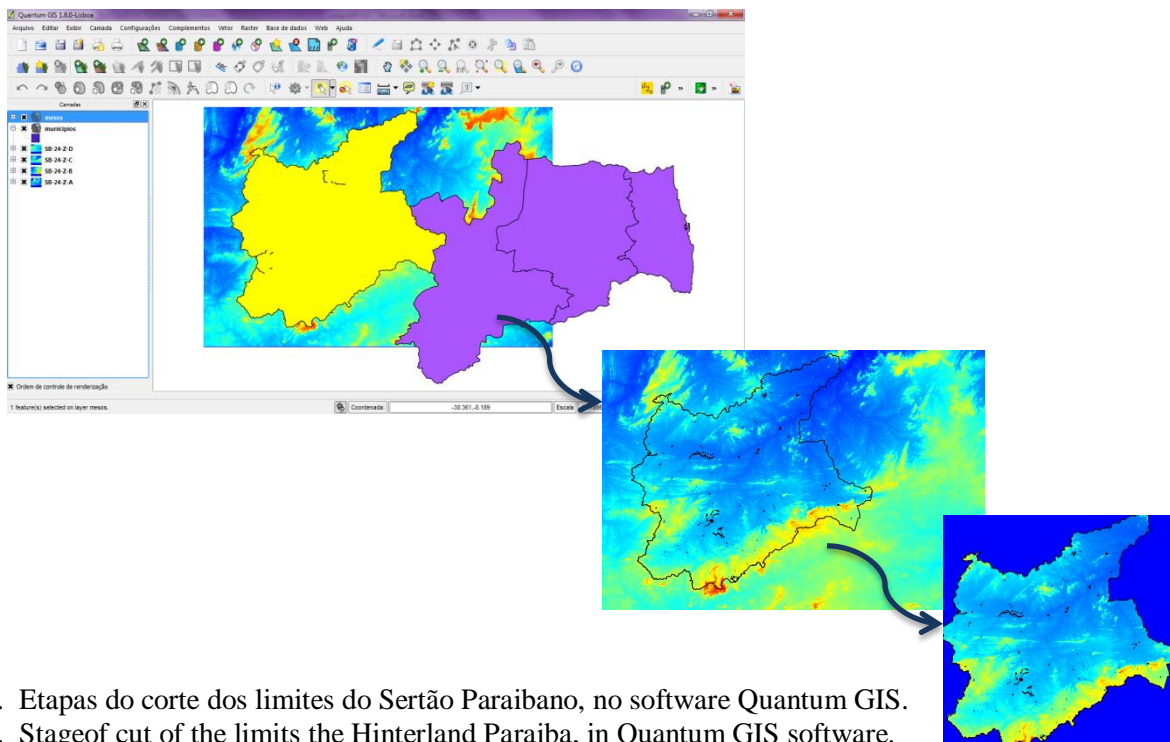 Quantum GIS 1.8.0-Lisboa
Arquivo Editar Exibir Camada Configurações Complementos Vetor Raster Base de dados Web Ajuda
Camadas
mesos
municipios
SB-24-Z-D
SB-24-Z-C
SB-24-Z-B
SB-24-Z-A
Ordem de controle de renderização
1 feature(s) selected on layer mesos.
Coordenada:
-38.361,-8.189
Escala
. Etapas do corte dos limites do Sertão Paraibano, no software Quantum GIS.
. Stageof cut of the limits the Hinterland Paraiba, in Quantum GIS software.